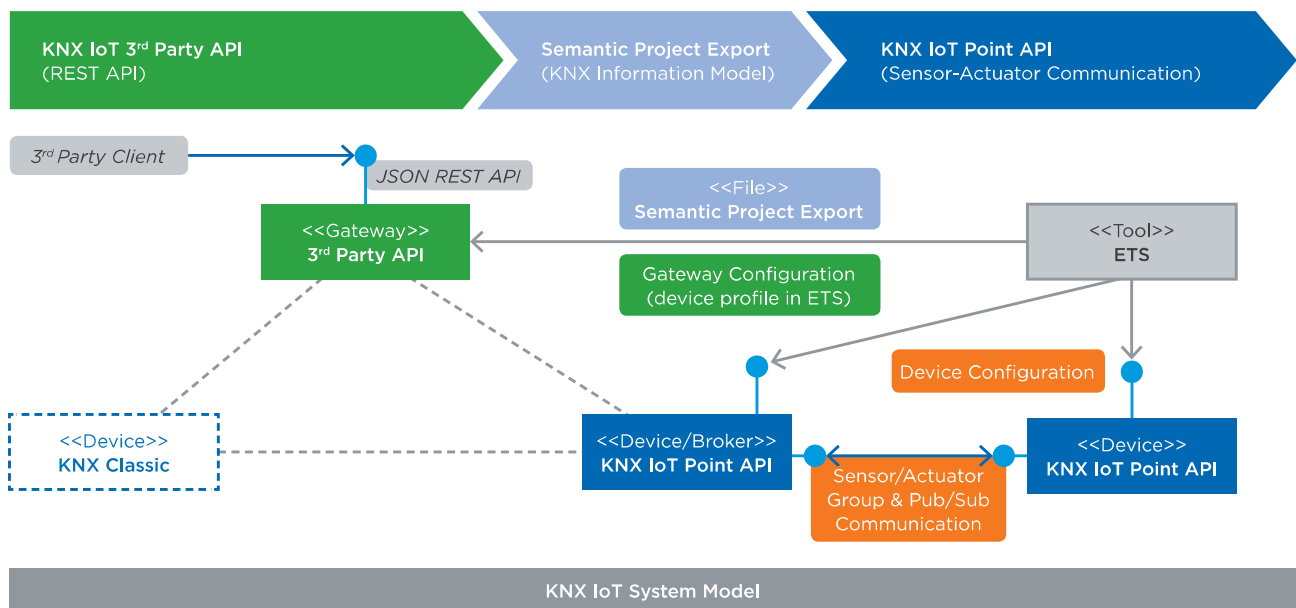 KNX IoT 3rd Party API
(REST API)
Semantic Project Export
(KNX Information Model)
KNX IoT Point API
(Sensor-Actuator Communication)
3rd Party Client
JSON REST API
<<File>>
Semantic Project Export
<<Gateway>>
3rd Party API
<<Tool>>
ETS
Gateway Configuration
(device profile in ETS)
Device Configuration
<<Device>>
KNX Classic
<<Device/Broker>>
KNX IoT Point API
<<Device>>
KNX IoT Point API
Sensor/Actuator
Group & Pub/Sub
Communication
KNX IoT System Model